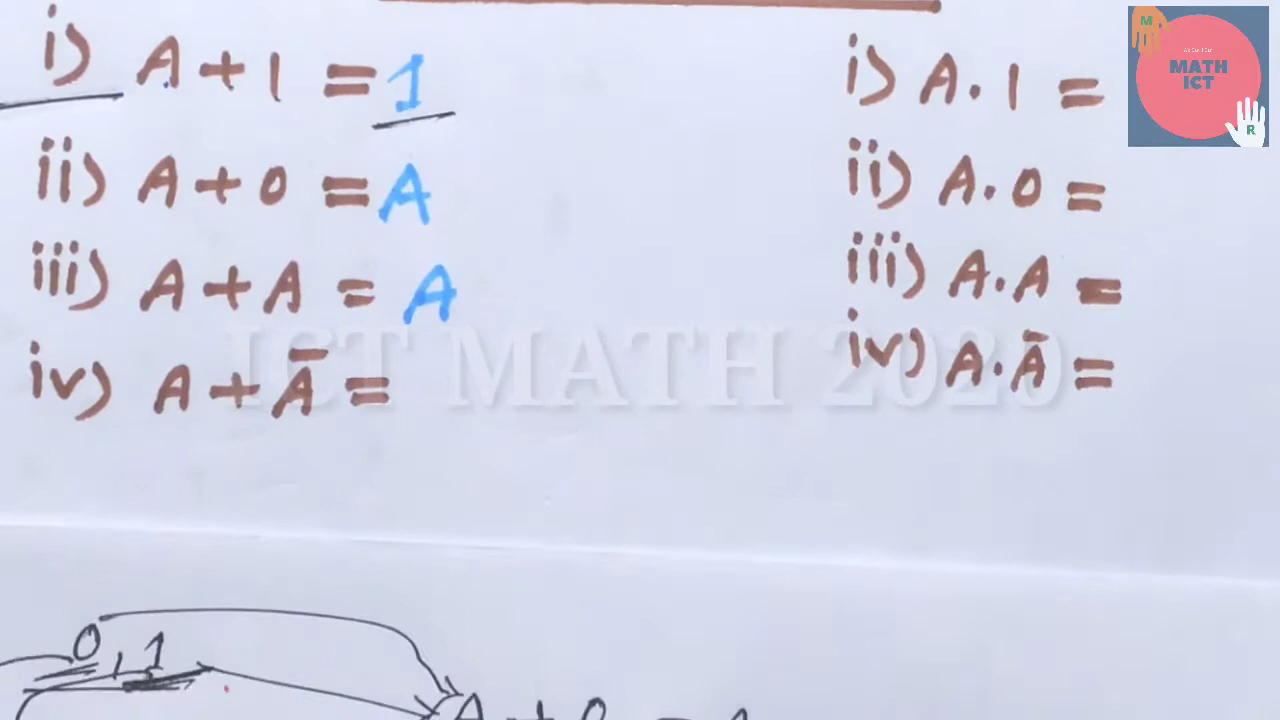 i) A + 1 = 1
ii) A + 0 = A
iii) A + A = A
iv) A + Ā =
i) A . 1 =
ii) A . 0 =
iii) A . A =
iv) A . Ā =
M
MATH
ICT
R
ICT MATH 2020
0, 1